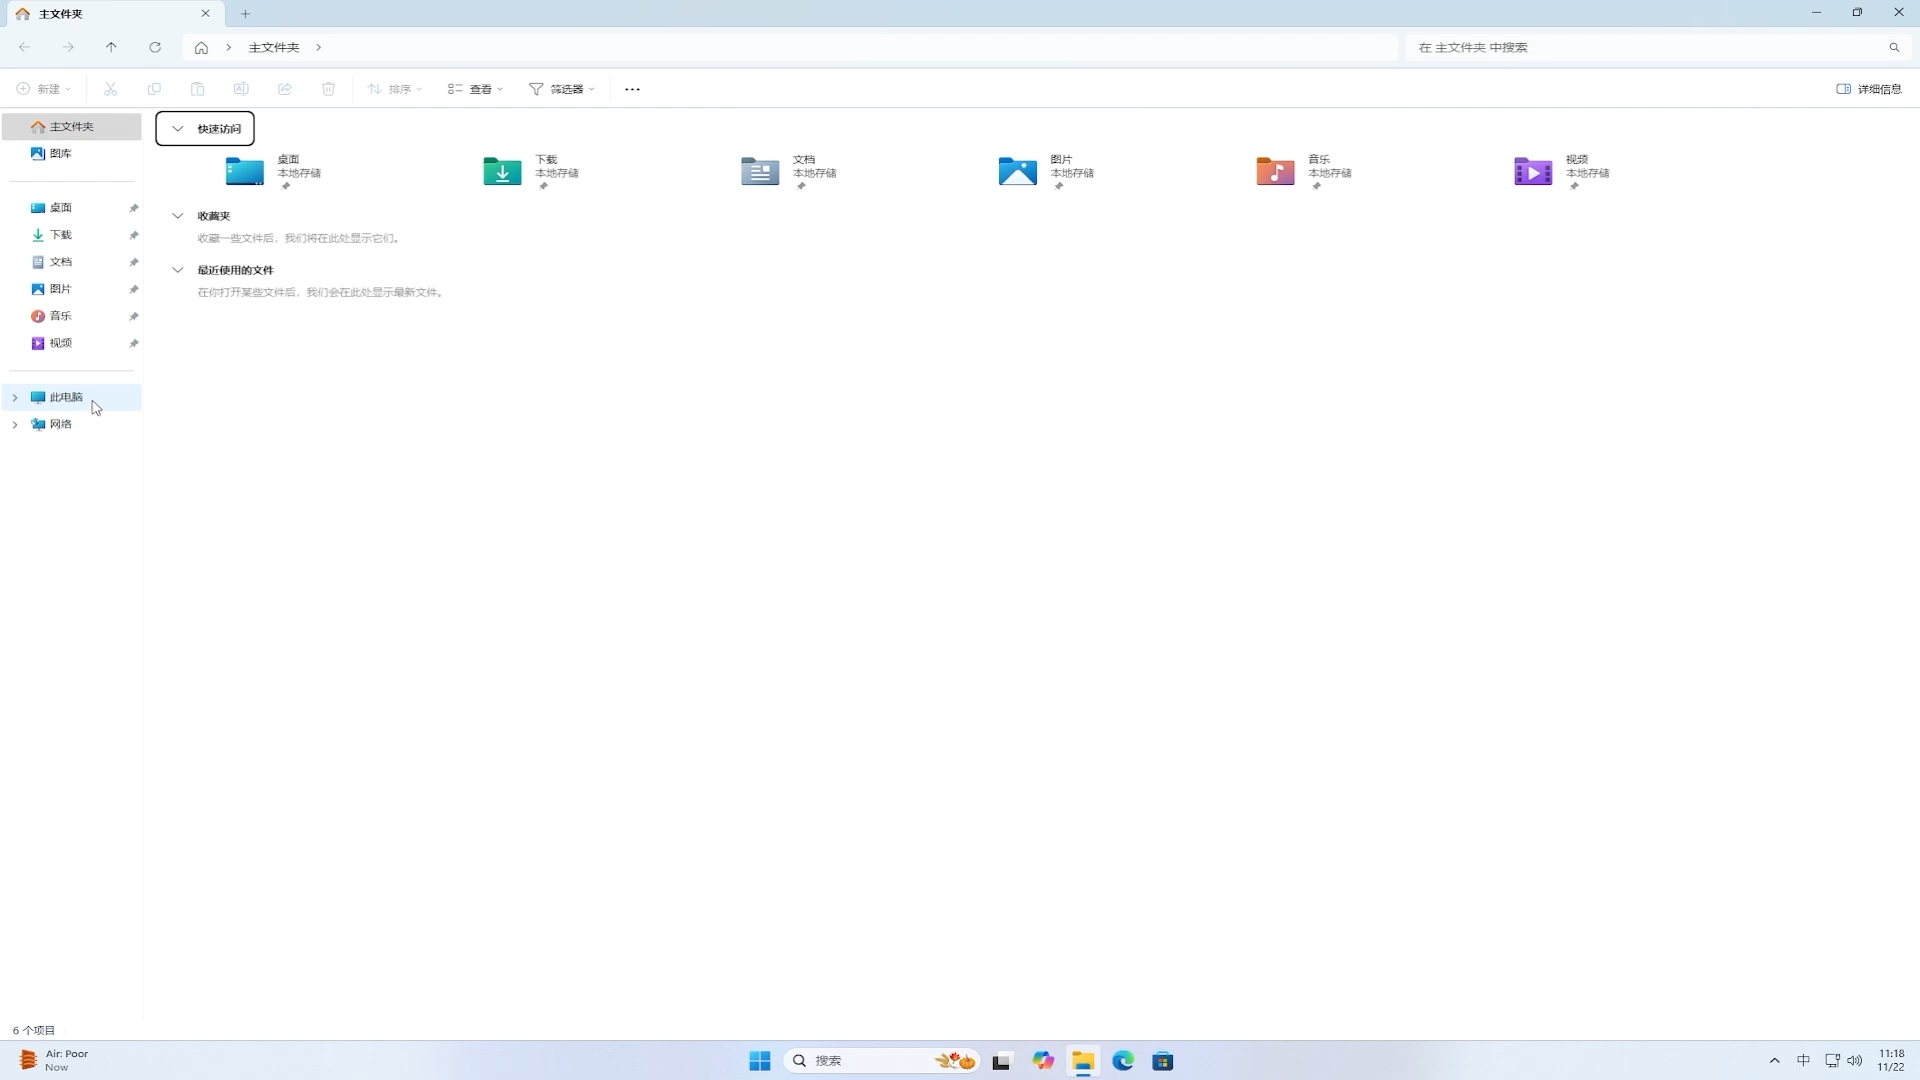 主文件夹
主文件夹
在 主文件夹 中搜索
新建
排序
查看
筛选器
详细信息
主文件夹
图库
桌面
下载
文档
图片
音乐
视频
此电脑
网络
快速访问
桌面
本地存储
下载
本地存储
文档
本地存储
图片
本地存储
音乐
本地存储
视频
本地存储
收藏夹
收藏一些文件后，我们将在此处显示它们。
最近使用的文件
在你打开某些文件后，我们会在此处显示最新文件。
6 个项目
Air: Poor
Now
搜索
中
11:18
11/22